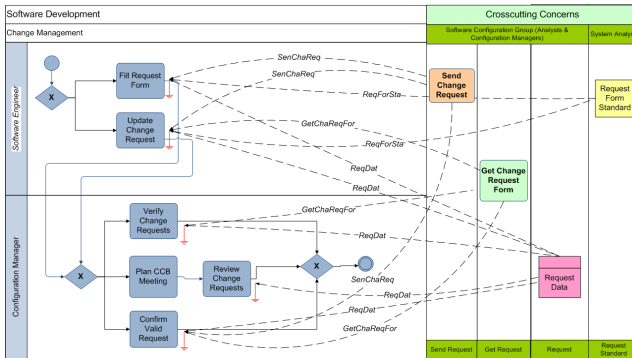 Software Development
Crosscutting Concerns
Change Management
Software Configuration Group (Analysts &
Configuration Managers)
System Analys
Software Engineer
X
Fill Request
Form
Update
Change
Request
SenChaReq
SenChaReq
ReqForSta
GetChaReqFor
ReqForSta
ReqDat
ReqDat
Send
Change
Request
Request
Form
Standard
Get Change
Request
Form
Configuration Manager
X
Verify
Change
Requests
Plan CCB
Meeting
Review
Change
Requests
Confirm
Valid
Request
X
GetChaReqFor
ReqDat
SenChaReq
ReqDat
ReqDat
GetChaReqFor
Request
Data
Send Request
Get Request
Request
Request
Standard